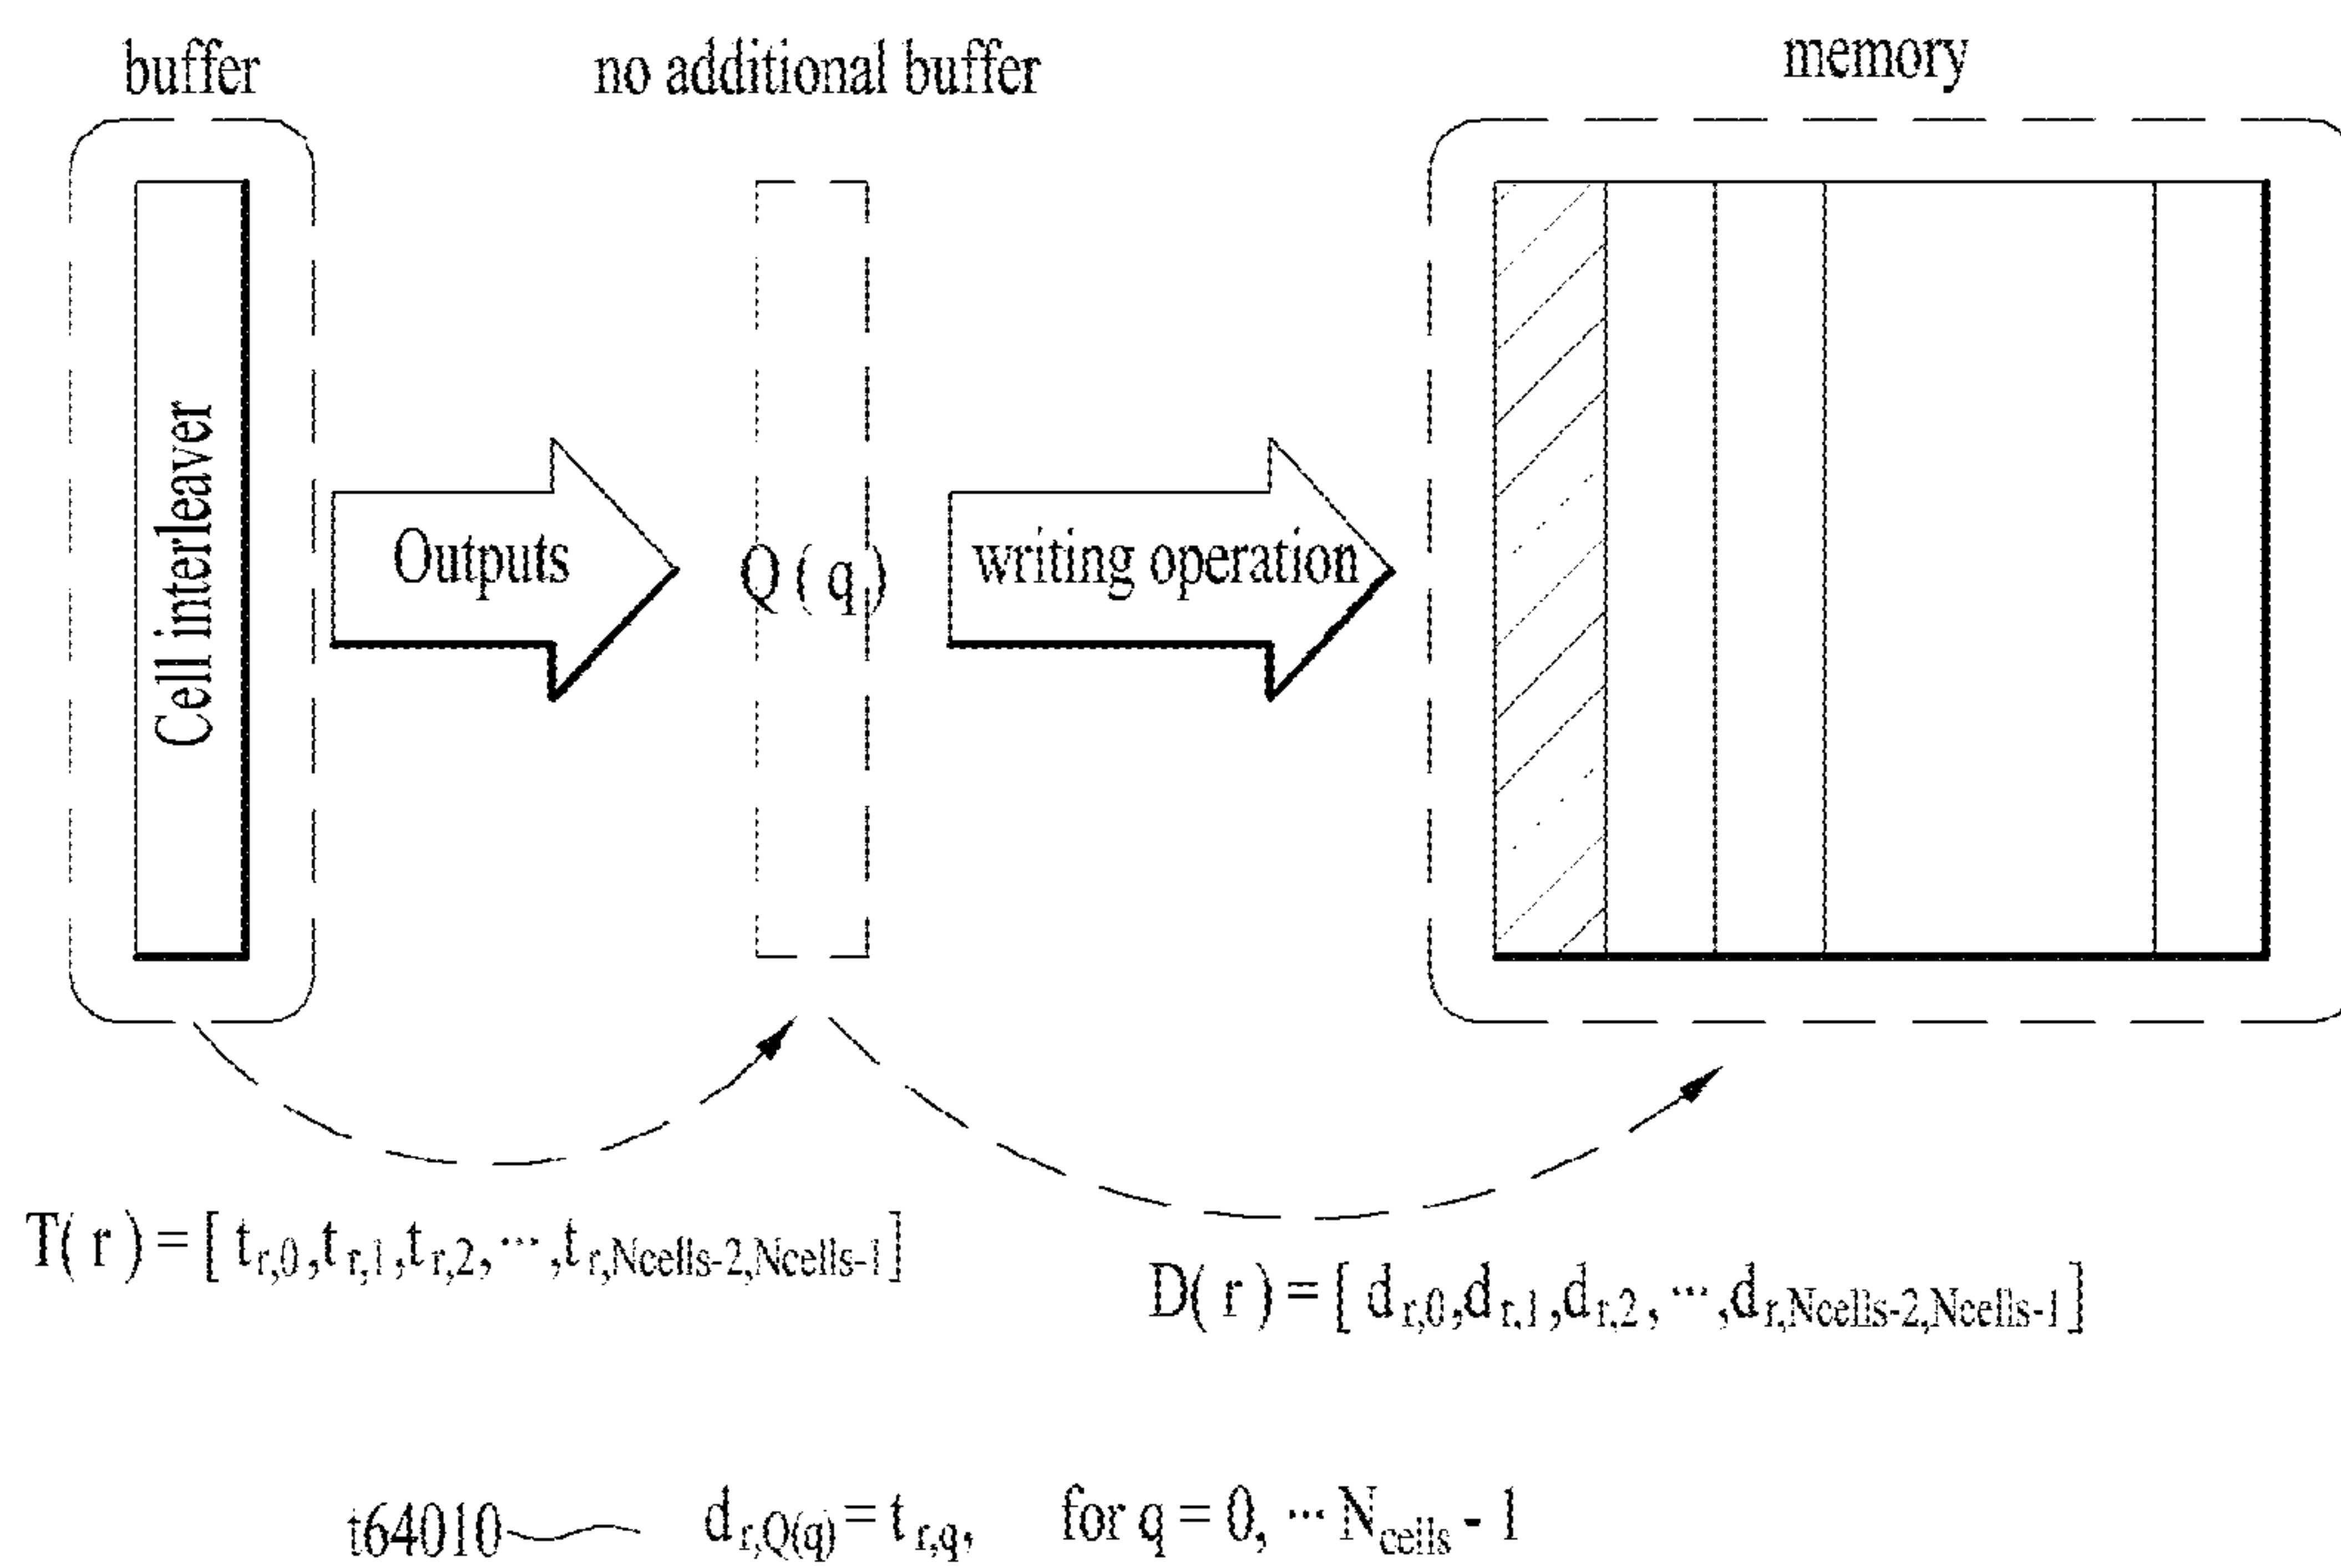 buffer
no additional buffer
memory
Cell interleaver
Outputs
Q ( q )
writing operation
T( r ) = [ t r,0 ,t r,1 ,t r,2 , ··· ,t r,Ncells-2,Ncells-1 ]
D( r ) = [ d r,0 ,d r,1 ,d r,2 , ··· ,d r,Ncells-2,Ncells-1 ]
t64010 d r,Q(q) = t r,q, for q = 0, ··· N cells - 1